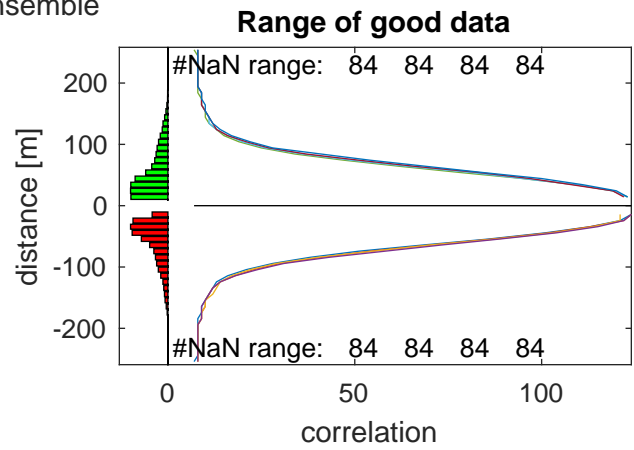 nsemble
Range of good data
#NaN range: 84 84 84 84
200
100
0
-100
-200
distance [m]
#NaN range: 84 84 84 84
0 50 100
correlation